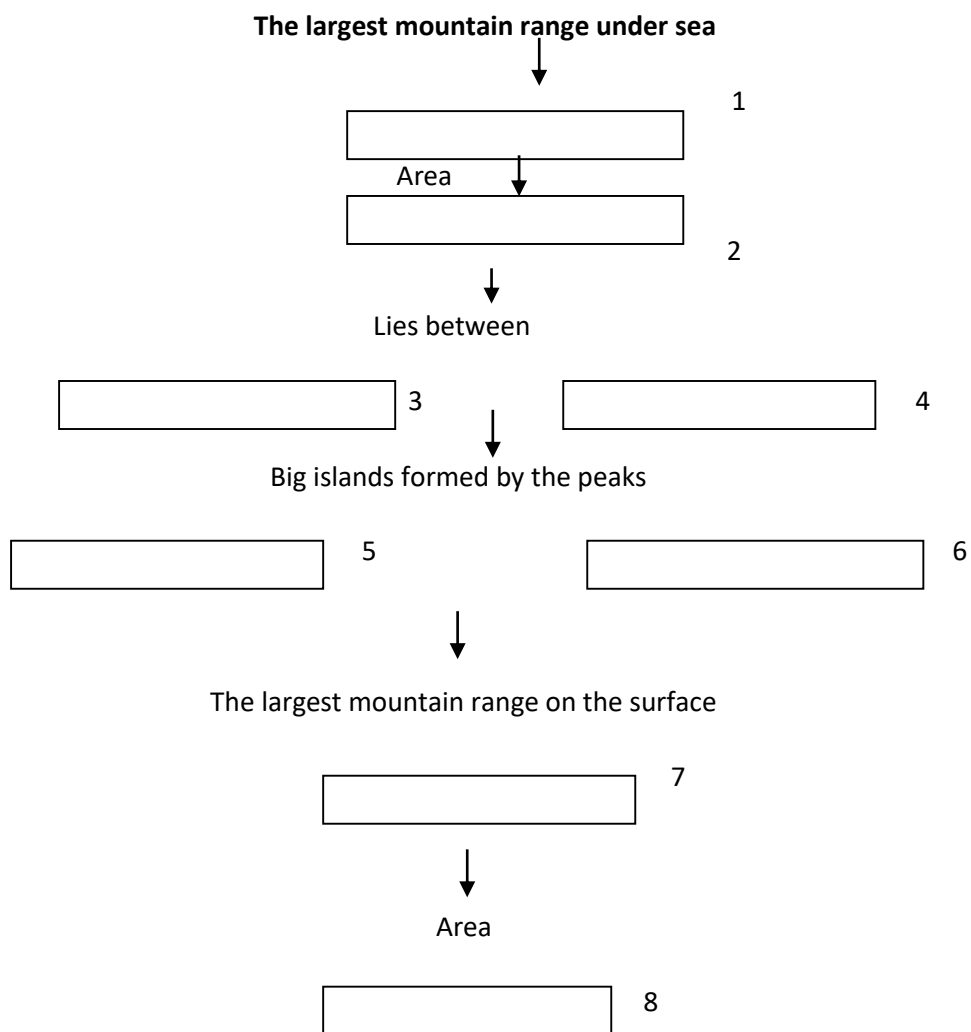 The largest mountain range under sea
1
Area
2
Lies between
3
4
Big islands formed by the peaks
5
6
The largest mountain range on the surface
7
Area
8